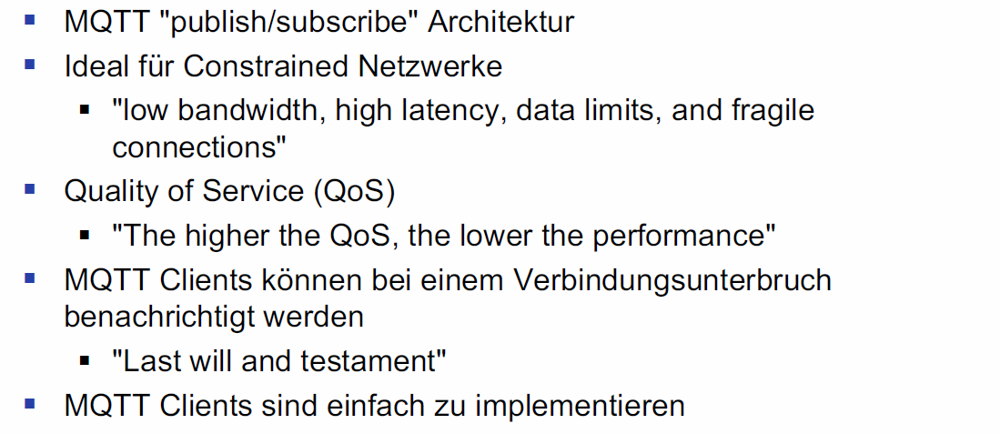 MQTT "publish/subscribe" Architektur
Ideal für Constrained Netzwerke
"low bandwidth, high latency, data limits, and fragile
connections"
Quality of Service (QoS)
"The higher the QoS, the lower the performance"
MQTT Clients können bei einem Verbindungsunterbruch
benachrichtigt werden
"Last will and testament"
MQTT Clients sind einfach zu implementieren